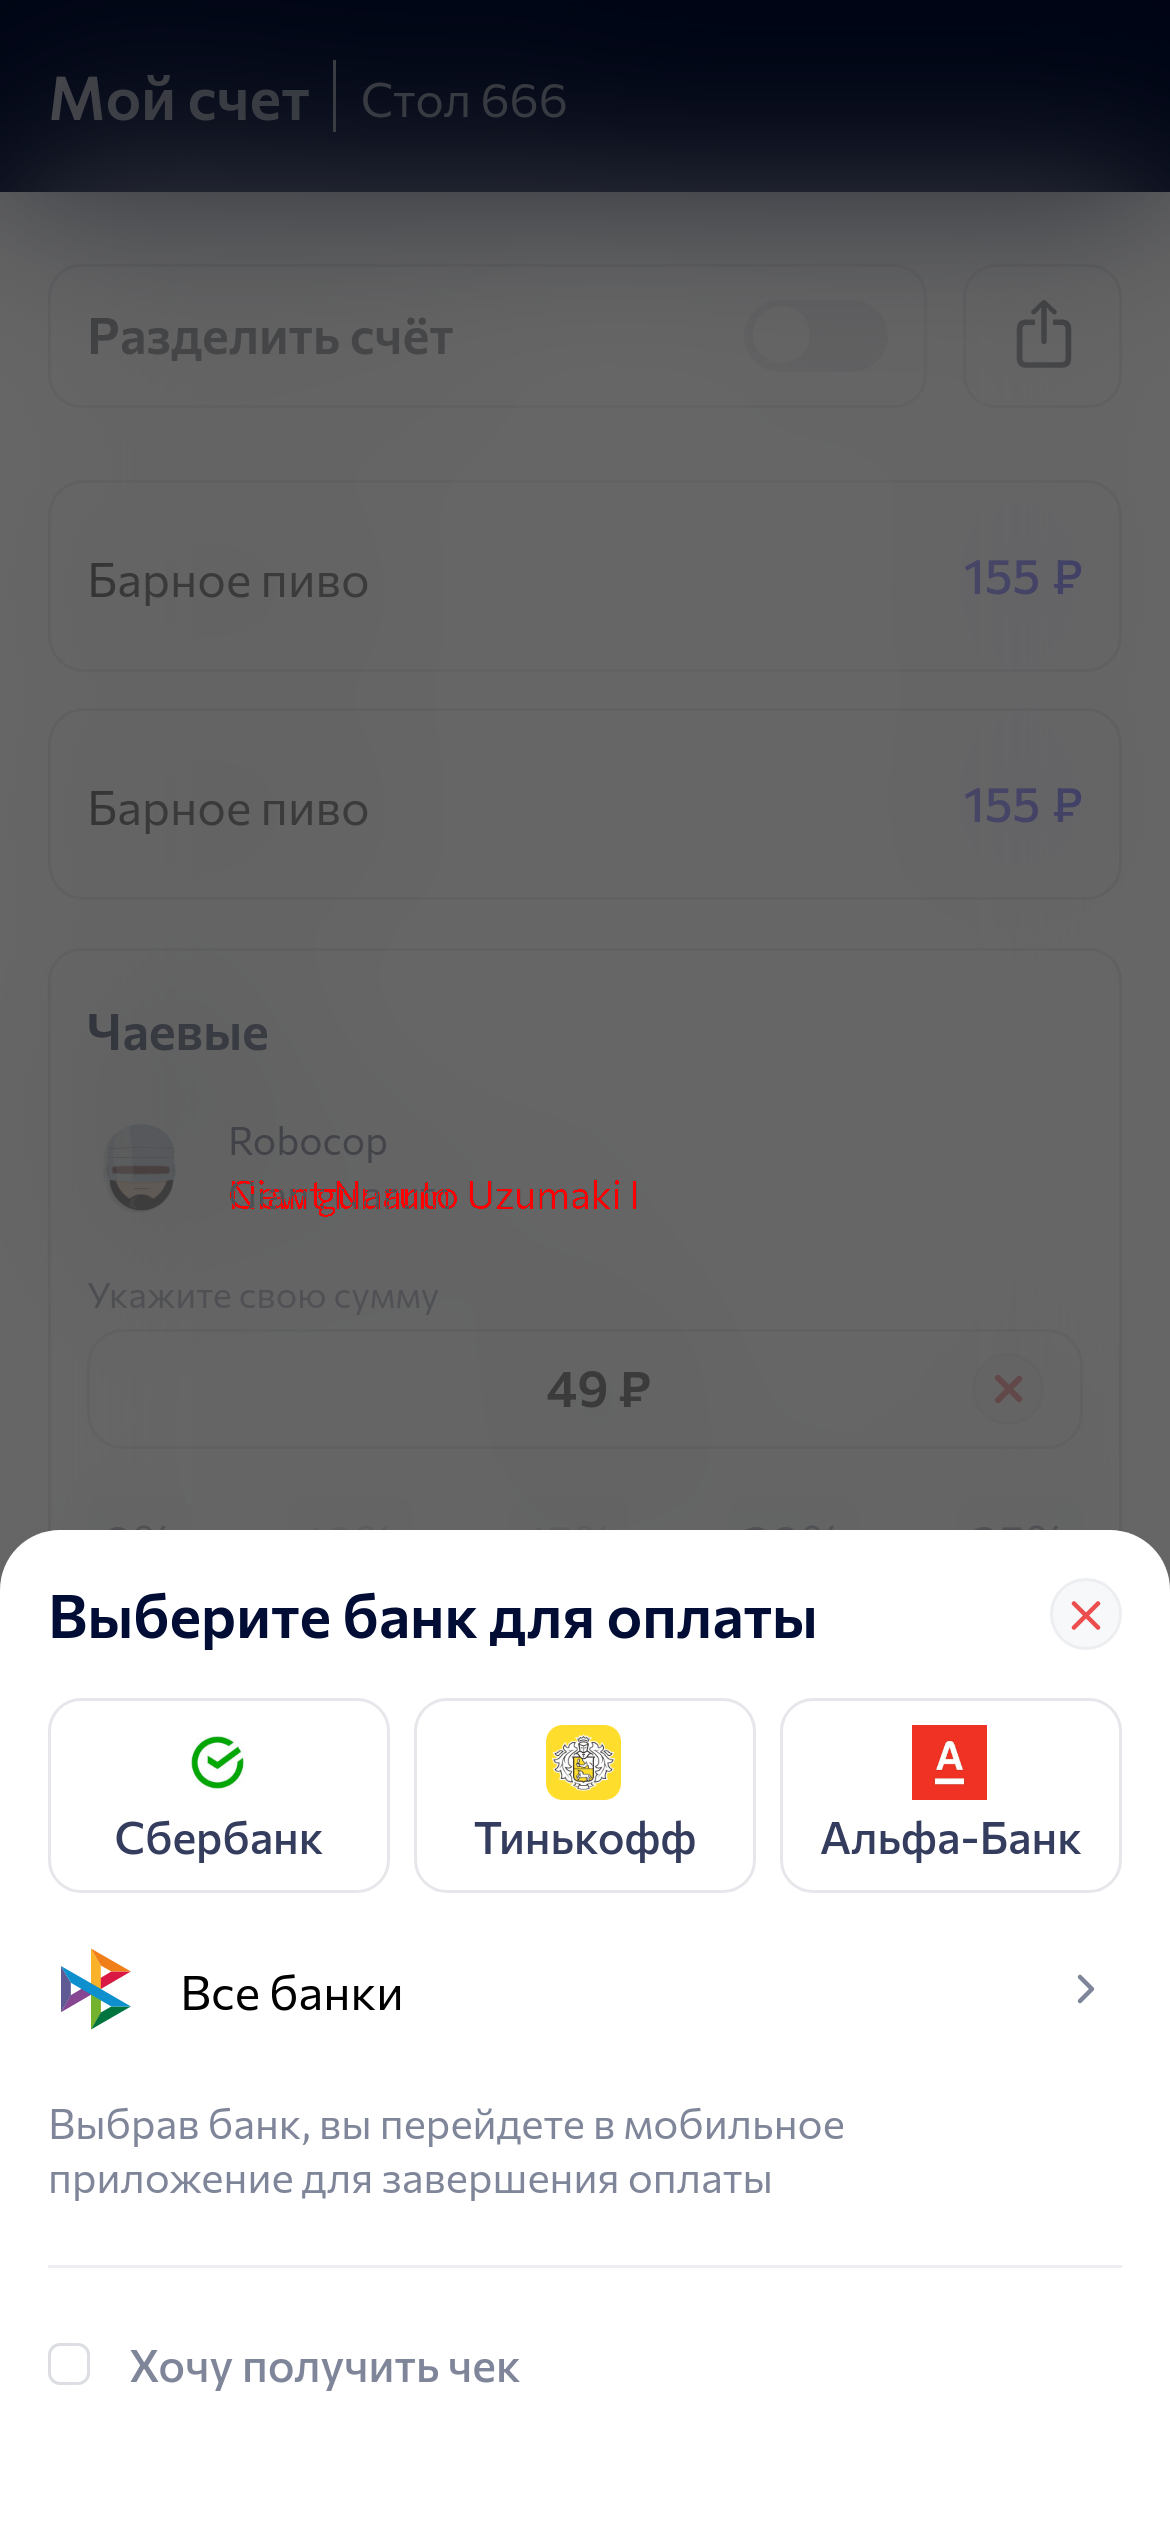 Мой счет
Стол 666
Разделить счёт
Барное пиво
155 ₽
Барное пиво
155 ₽
Чаевые
Robocop
Naruto Uzumaki I
Укажите свою сумму
49 ₽
Выберите банк для оплаты
Сбербанк
Тинькофф
А
Альфа-Банк
Все банки
Выбрав банк, вы перейдете в мобильное
приложение для завершения оплаты
Хочу получить чек